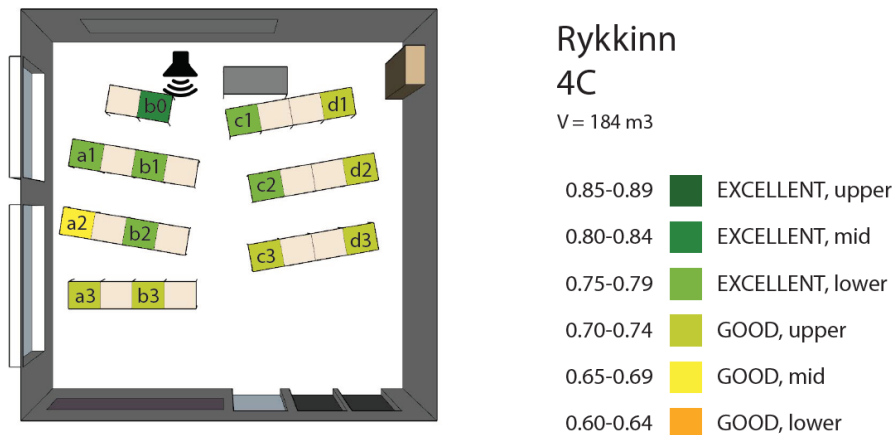 Rykkinn
4C
V = 184 m3
b0
c1
d1
a1
b1
c2
d2
a2
b2
c3
d3
a3
b3
0.85-0.89 EXCELLENT, upper
0.80-0.84 EXCELLENT, mid
0.75-0.79 EXCELLENT, lower
0.70-0.74 GOOD, upper
0.65-0.69 GOOD, mid
0.60-0.64 GOOD, lower